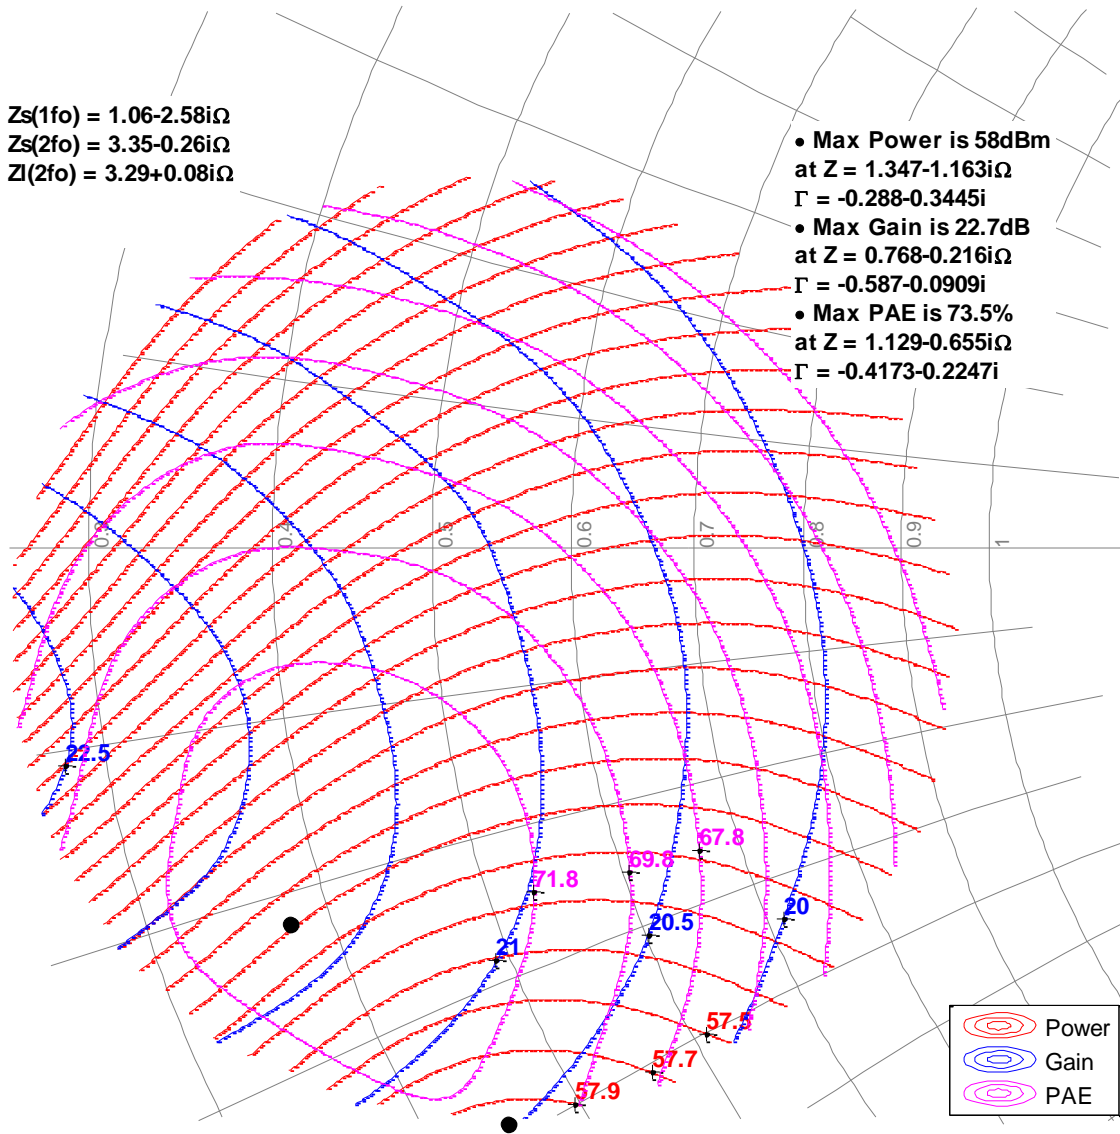 Zs(1fo) = 1.06-2.58iΩ
Zs(2fo) = 3.35-0.26iΩ
Zl(2fo) = 3.29+0.08iΩ
• Max Power is 58dBm
at Z = 1.347-1.163iΩ
Γ = -0.288-0.3445i
• Max Gain is 22.7dB
at Z = 0.768-0.216iΩ
Γ = -0.587-0.0909i
• Max PAE is 73.5%
at Z = 1.129-0.655iΩ
Γ = -0.4173-0.2247i
0.3
0.4
0.5
0.6
0.7
0.8
0.9
1
22.5
67.8
69.8
71.8
20
20.5
21
57.5
57.7
57.9
Power
Gain
PAE